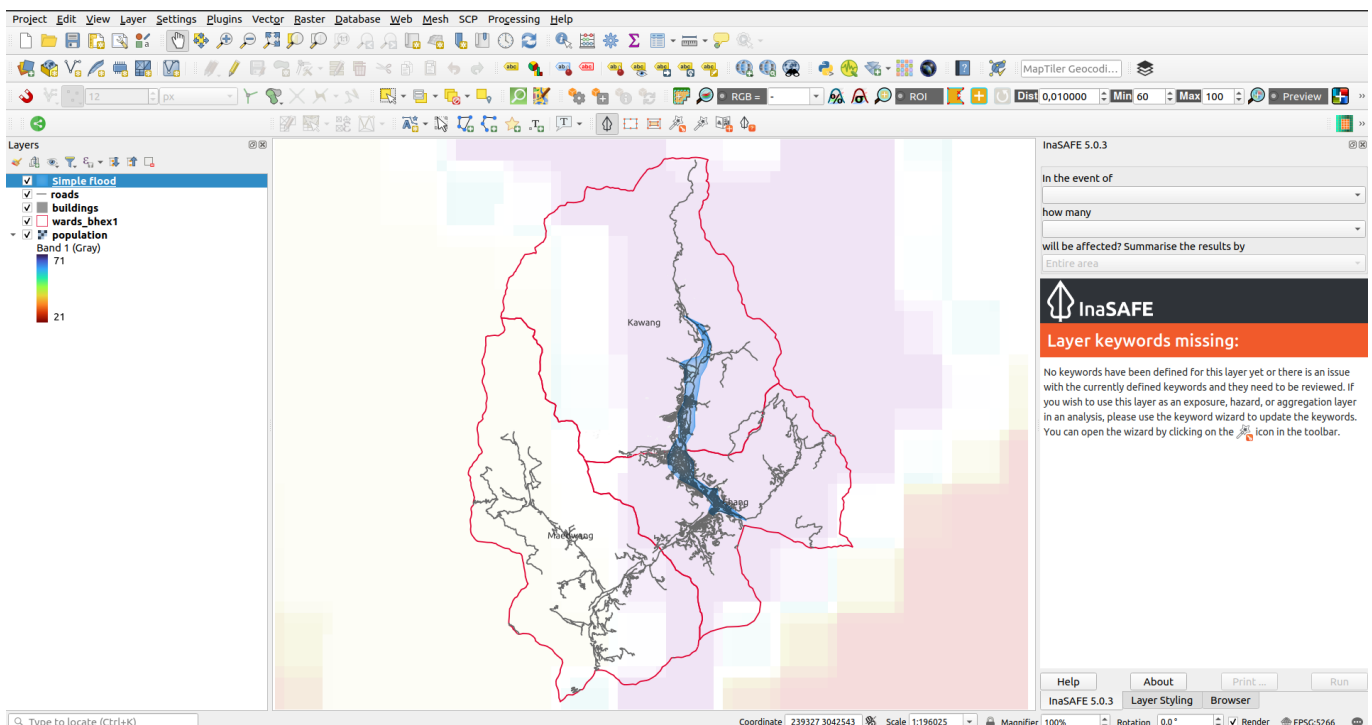 Project Edit View Layer Settings Plugins Vector Raster Database Web Mesh SCP Processing Help
MapTiler Geocodi...
12 px RGB = - ROI Dist 0,010000 Min 60 Max 100 Preview
Layers
Simple flood
roads
buildings
wards_bhex1
population
Band 1 (Gray)
71
21
Kawang
Maedwang
InaSAFE 5.0.3
In the event of
how many
will be affected? Summarise the results by
Entire area
InaSAFE
Layer keywords missing:
No keywords have been defined for this layer yet or there is an issue
with the currently defined keywords and they need to be reviewed. If
you wish to use this layer as an exposure, hazard, or aggregation layer
in an analysis, please use the keyword wizard to update the keywords.
You can open the wizard by clicking on the icon in the toolbar.
Help About Print ... Run
InaSAFE 5.0.3 Layer Styling Browser
Type to locate (Ctrl+K) Coordinate 239327 3042543 Scale 1:196025 Magnifier 100% Rotation 0.0 ° Render EPSG:5266